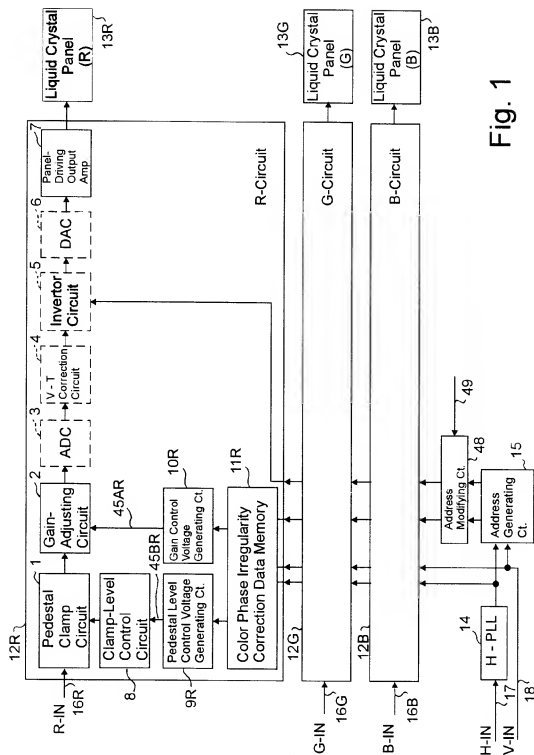 Liquid Crystal
Panel
(R)
13R
Liquid Crystal
Panel
(G)
13G
Liquid Crystal
Panel
(B)
13B
7
Panel-
Driving
Output
Amp
6
DAC
5
Invertor
Circuit
4
V - T
Correction
Circuit
3
ADC
2
Gain-
Adjusting
Circuit
1
Pedestal
Clamp
Circuit
12R
R-IN
16R
R-Circuit
G-Circuit
B-Circuit
45AR
10R
Gain Control
Voltage
Generating Ct.
11R
45BR
Clamp-Level
Control
Circuit
8
Pedestal Level
Control Voltage
Generating Ct.
9R
Color Phase Irregularity
Correction Data Memory
12G
G-IN
16G
12B
B-IN
16B
49
48
Address
Modifying Ct.
15
Address
Generating
Ct.
14
H - PLL
H-IN
17
V-IN
18
Fig. 1